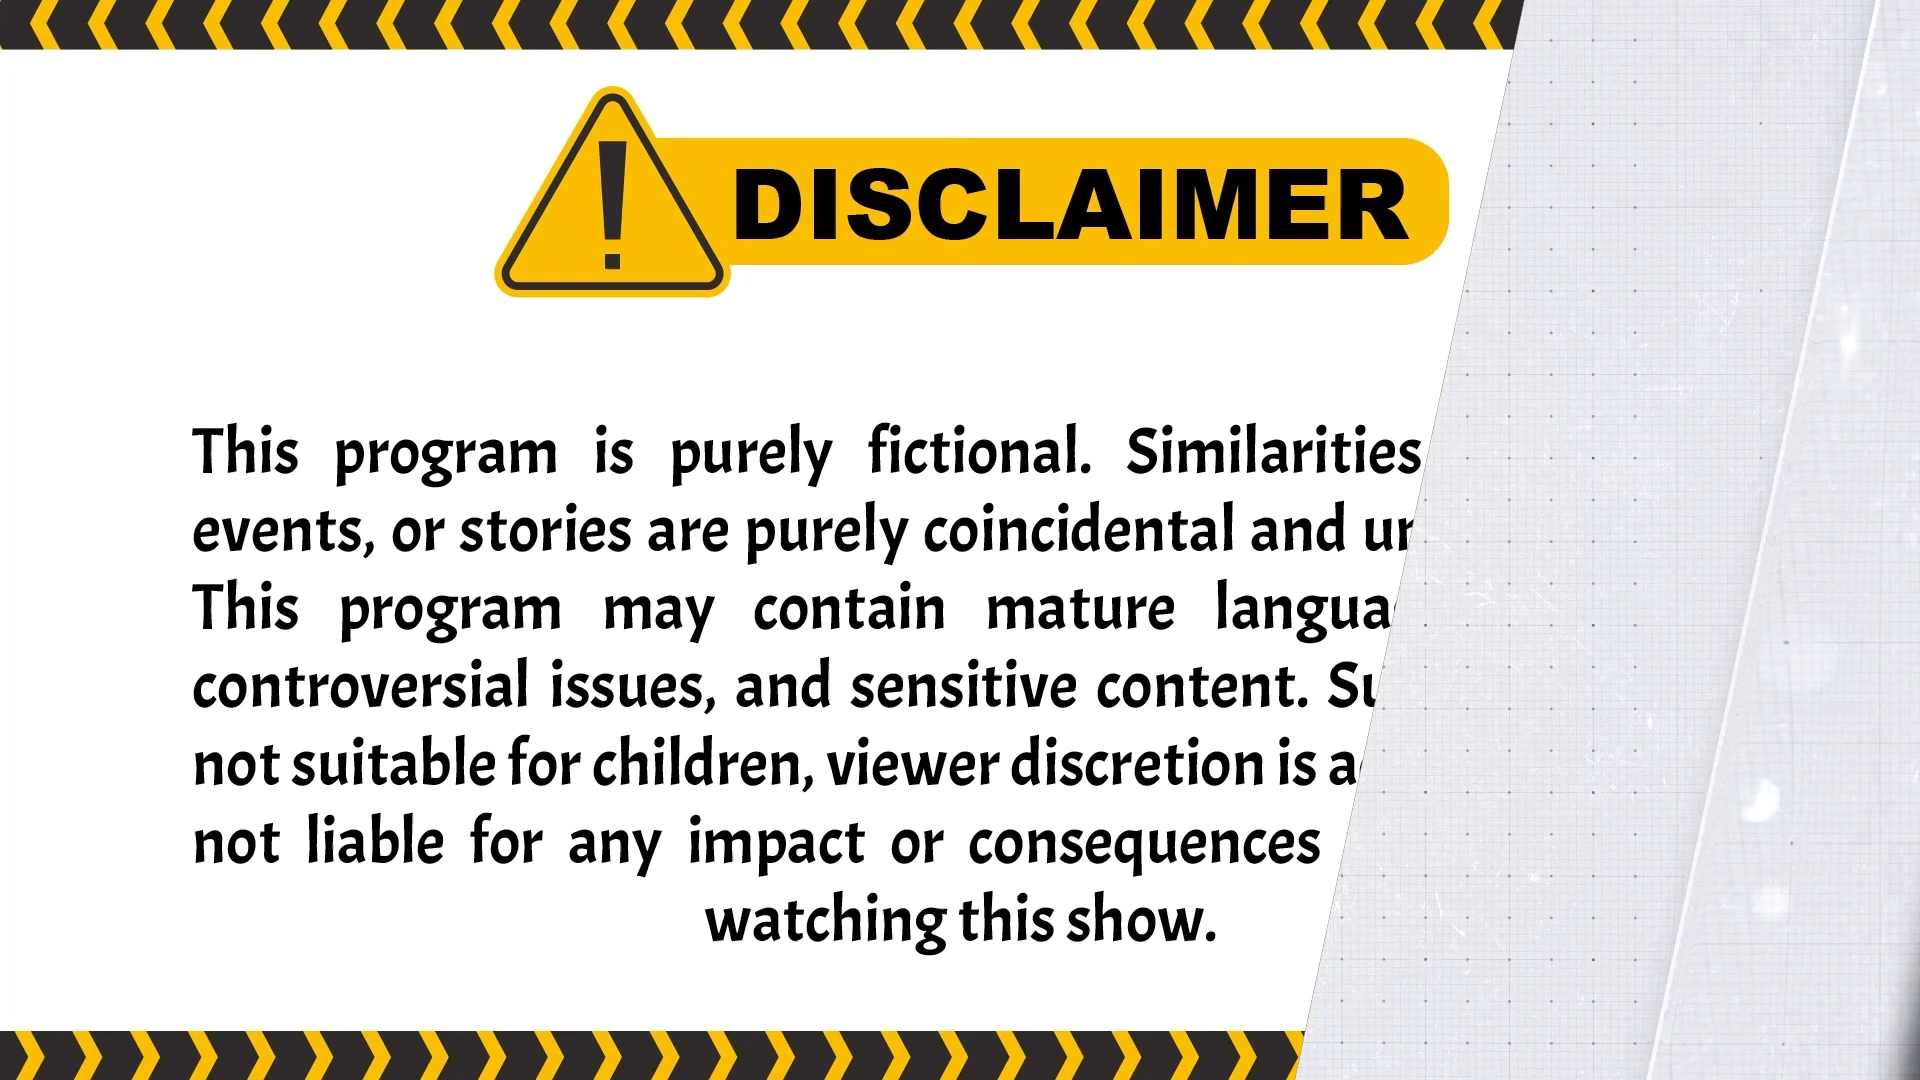 DISCLAIMER
This program is purely fictional. Similarities
events, or stories are purely coincidental and
This program may contain mature
controversial issues, and sensitive content.
not suitable for children, viewer discretion is
not liable for any impact or consequences
watching this show.